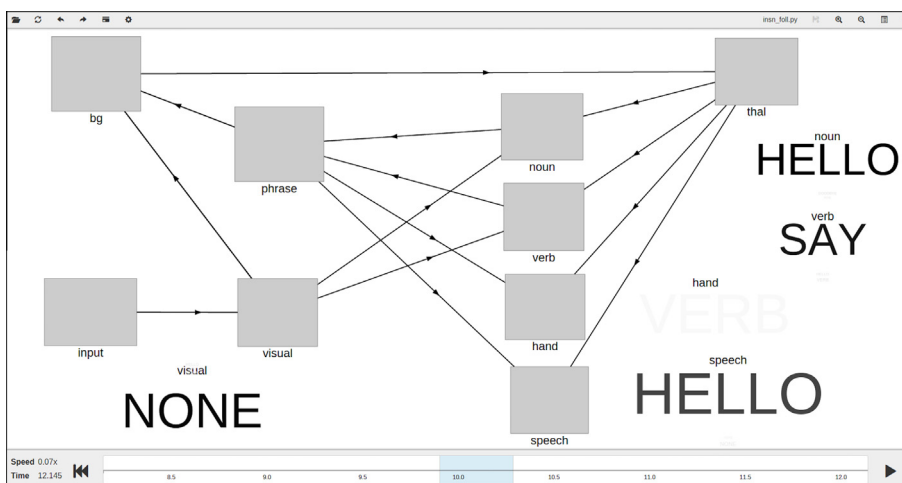 insn_foll.py
bg
thal
phrase
noun
noun
HELLO
verb
verb
SAY
input
visual
hand
hand
VERB
visual
NONE
speech
speech
HELLO
Speed 0.07x
Time 12.145
8.5 9.0 9.5 10.0 10.5 11.0 11.5 12.0